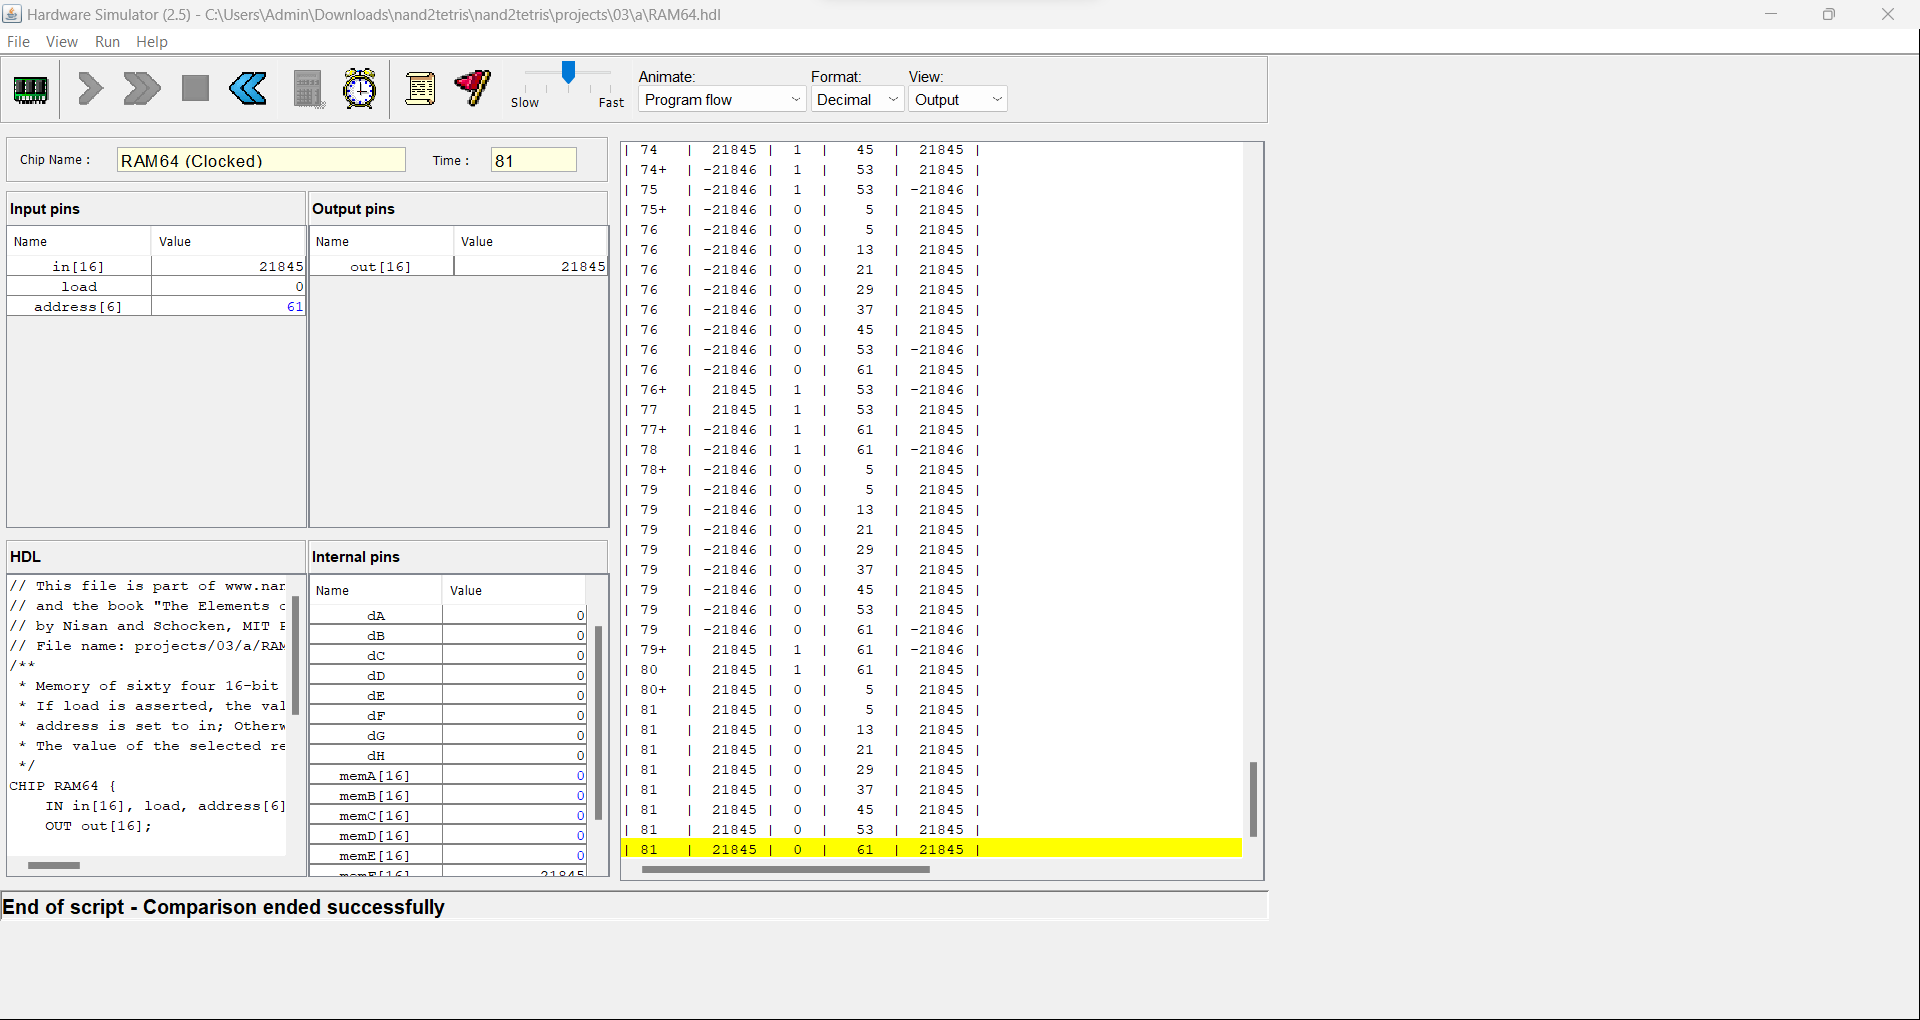 Hardware Simulator (2.5) - C:\Users\Admin\Downloads\nand2tetris\nand2tetris\projects\03\a\RAM64.hdl
File View Run Help
Slow Fast
Animate: Format: View:
Program flow Decimal Output
Chip Name : RAM64 (Clocked) Time : 81
Input pins
Name Value
in[16] 21845
load 0
address[6] 61
Output pins
Name Value
out[16] 21845
HDL
// This file is part of www.nan
// and the book "The Elements o
// by Nisan and Schocken, MIT P
// File name: projects/03/a/RAM
/**
* Memory of sixty four 16-bit
* If load is asserted, the val
* address is set to in; Otherw
* The value of the selected re
*/
CHIP RAM64 {
IN in[16], load, address[6]
OUT out[16];
Internal pins
Name Value
dA 0
dB 0
dC 0
dD 0
dE 0
dF 0
dG 0
dH 0
memA[16] 0
memB[16] 0
memC[16] 0
memD[16] 0
memE[16] 0
memF[16] 21845
| 74 | 21845 | 1 | 45 | 21845 |
| 74+ | -21846 | 1 | 53 | 21845 |
| 75 | -21846 | 1 | 53 | -21846 |
| 75+ | -21846 | 0 | 5 | 21845 |
| 76 | -21846 | 0 | 5 | 21845 |
| 76 | -21846 | 0 | 13 | 21845 |
| 76 | -21846 | 0 | 21 | 21845 |
| 76 | -21846 | 0 | 29 | 21845 |
| 76 | -21846 | 0 | 37 | 21845 |
| 76 | -21846 | 0 | 45 | 21845 |
| 76 | -21846 | 0 | 53 | -21846 |
| 76 | -21846 | 0 | 61 | 21845 |
| 76+ | 21845 | 1 | 53 | -21846 |
| 77 | 21845 | 1 | 53 | 21845 |
| 77+ | -21846 | 1 | 61 | 21845 |
| 78 | -21846 | 1 | 61 | -21846 |
| 78+ | -21846 | 0 | 5 | 21845 |
| 79 | -21846 | 0 | 5 | 21845 |
| 79 | -21846 | 0 | 13 | 21845 |
| 79 | -21846 | 0 | 21 | 21845 |
| 79 | -21846 | 0 | 29 | 21845 |
| 79 | -21846 | 0 | 37 | 21845 |
| 79 | -21846 | 0 | 45 | 21845 |
| 79 | -21846 | 0 | 53 | 21845 |
| 79 | -21846 | 0 | 61 | -21846 |
| 79+ | 21845 | 1 | 61 | -21846 |
| 80 | 21845 | 1 | 61 | 21845 |
| 80+ | 21845 | 0 | 5 | 21845 |
| 81 | 21845 | 0 | 5 | 21845 |
| 81 | 21845 | 0 | 13 | 21845 |
| 81 | 21845 | 0 | 21 | 21845 |
| 81 | 21845 | 0 | 29 | 21845 |
| 81 | 21845 | 0 | 37 | 21845 |
| 81 | 21845 | 0 | 45 | 21845 |
| 81 | 21845 | 0 | 53 | 21845 |
| 81 | 21845 | 0 | 61 | 21845 |
End of script - Comparison ended successfully